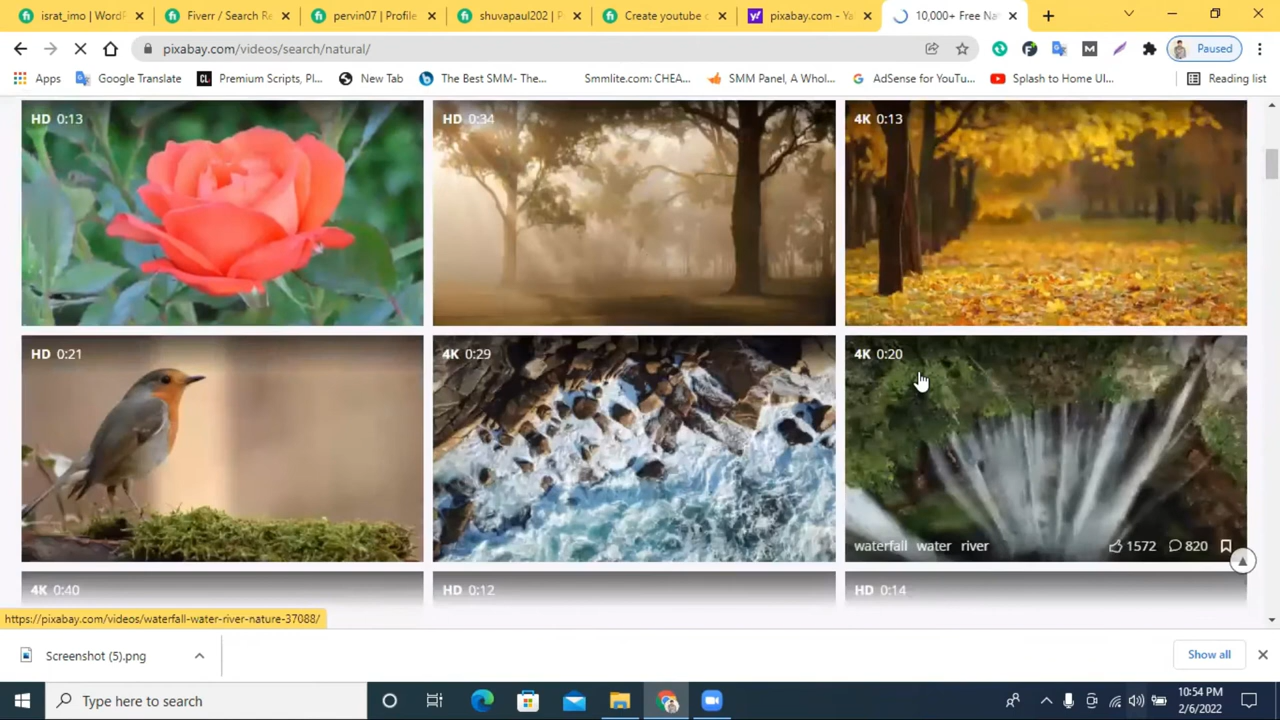 israt_imo | WordP
Fiverr / Search Re
pervin07 | Profile
shuvapaul202 | P
Create youtube c
pixabay.com - Ya
10,000+ Free Na
pixabay.com/videos/search/natural/
Paused
Apps
Google Translate
Premium Scripts, Pl...
New Tab
The Best SMM- The...
Smmlite.com: CHEA...
SMM Panel, A Whol...
AdSense for YouTu...
Splash to Home UI...
Reading list
HD 0:13
HD 0:34
4K 0:13
HD 0:21
4K 0:29
4K 0:20
waterfall water river
1572
820
4K 0:40
HD 0:12
HD 0:14
https://pixabay.com/videos/waterfall-water-river-nature-37088/
Screenshot (5).png
Show all
Type here to search
10:54 PM
2/6/2022